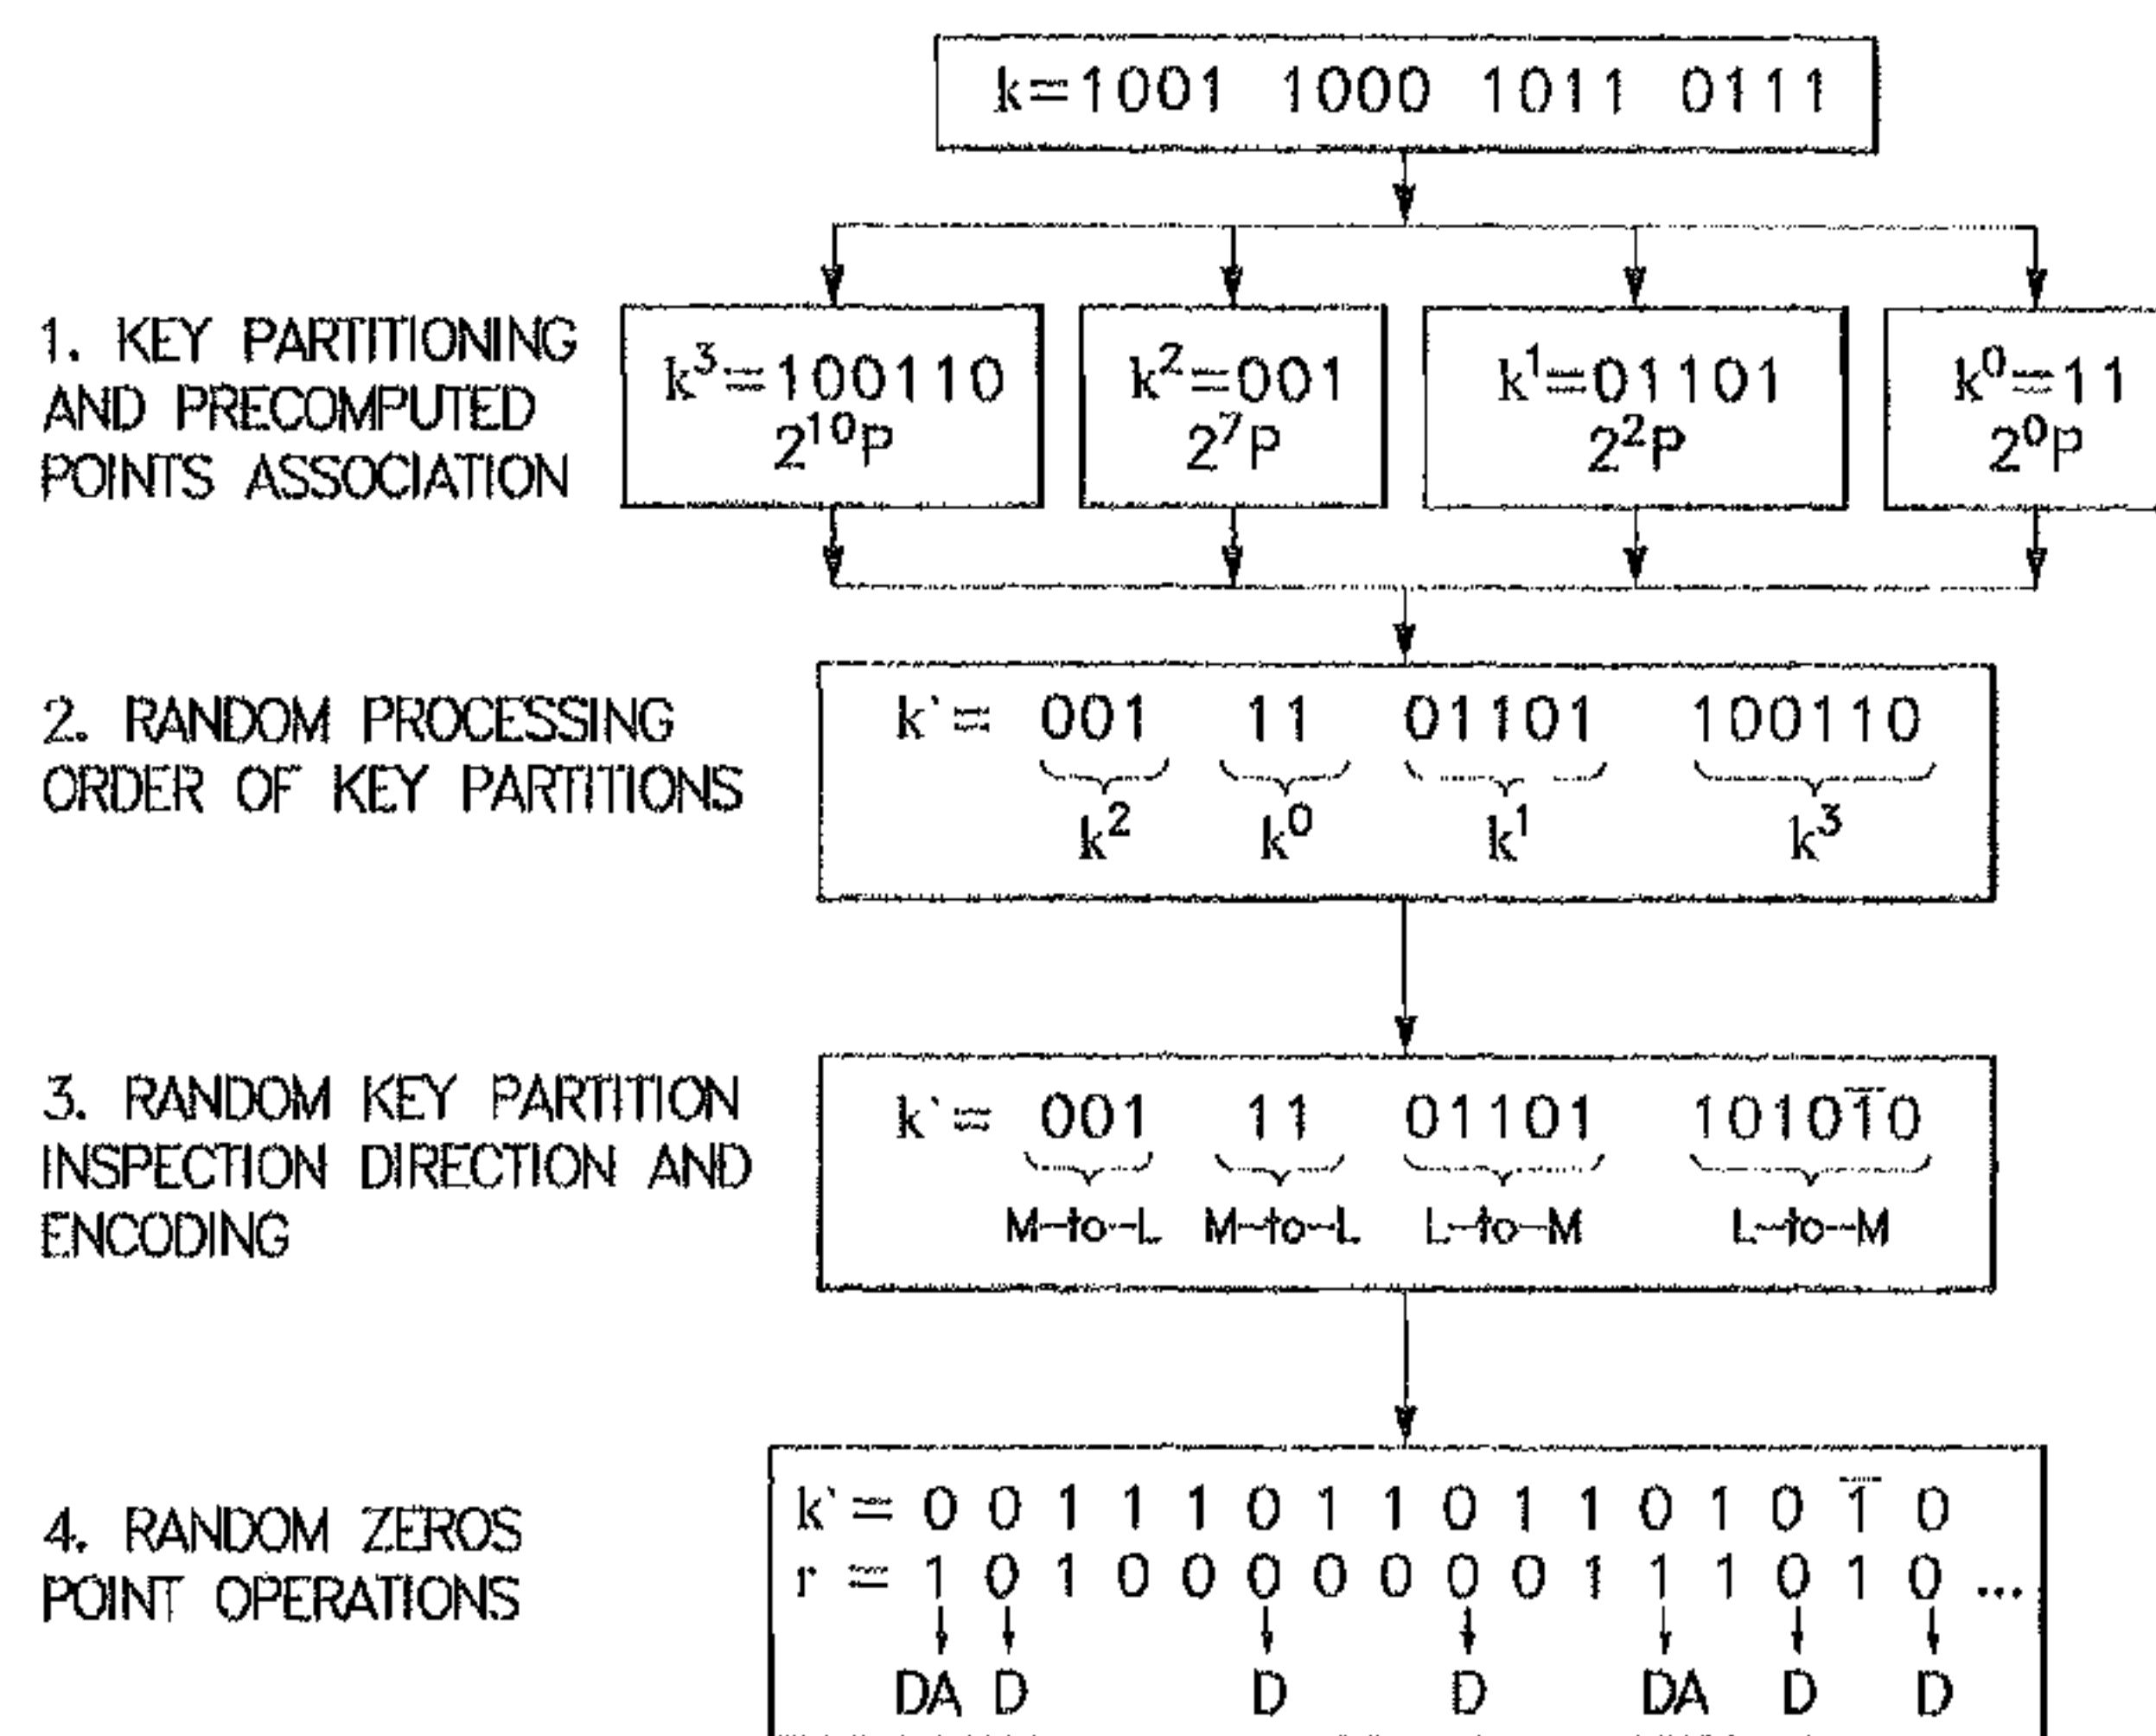 k=1001 1000 1011 0111
1. KEY PARTITIONING
AND PRECOMPUTED
POINTS ASSOCIATION
k³=100110
2¹⁰P
k²=001
2⁷P
k¹=01101
2²P
k⁰=11
2⁰P
2. RANDOM PROCESSING
ORDER OF KEY PARTITIONS
k`= 001 11 01101 100110
k² k⁰ k¹ k³
3. RANDOM KEY PARTITION
INSPECTION DIRECTION AND
ENCODING
k`= 001 11 01101 10101̅0
M-to-L M-to-L L-to-M L-to-M
4. RANDOM ZEROS
POINT OPERATIONS
k`= 0 0 1 1 1 0 1 1 0 1 1 0 1 0 1̅ 0
r = 1 0 1 0 0 0 0 0 0 0 1 1 1 0 1 0 ...
DA D D D DA D D